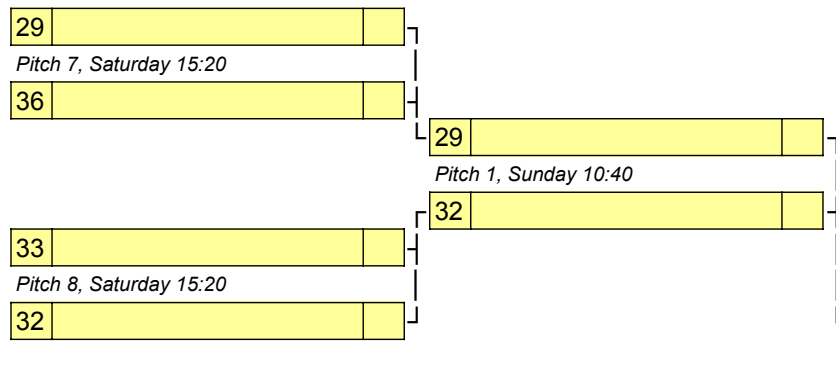 29
Pitch 7, Saturday 15:20
36
29
Pitch 1, Sunday 10:40
32
33
Pitch 8, Saturday 15:20
32